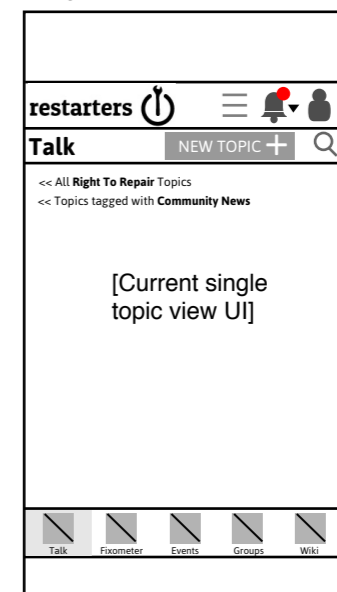 restarters
Talk
NEW TOPIC
<< All Right To Repair Topics
<< Topics tagged with Community News
[Current single
topic view UI]
Talk Fixometer Events Groups Wiki